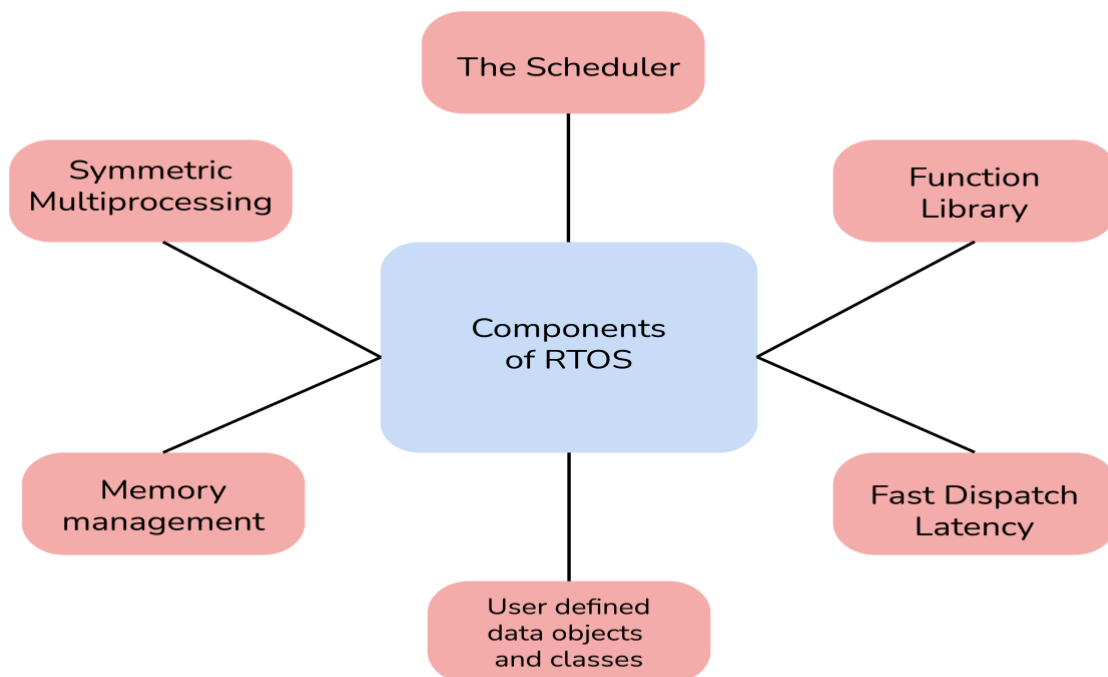 The Scheduler
Symmetric
Multiprocessing
Function
Library
Components
of RTOS
Memory
management
Fast Dispatch
Latency
User defined
data objects
and classes